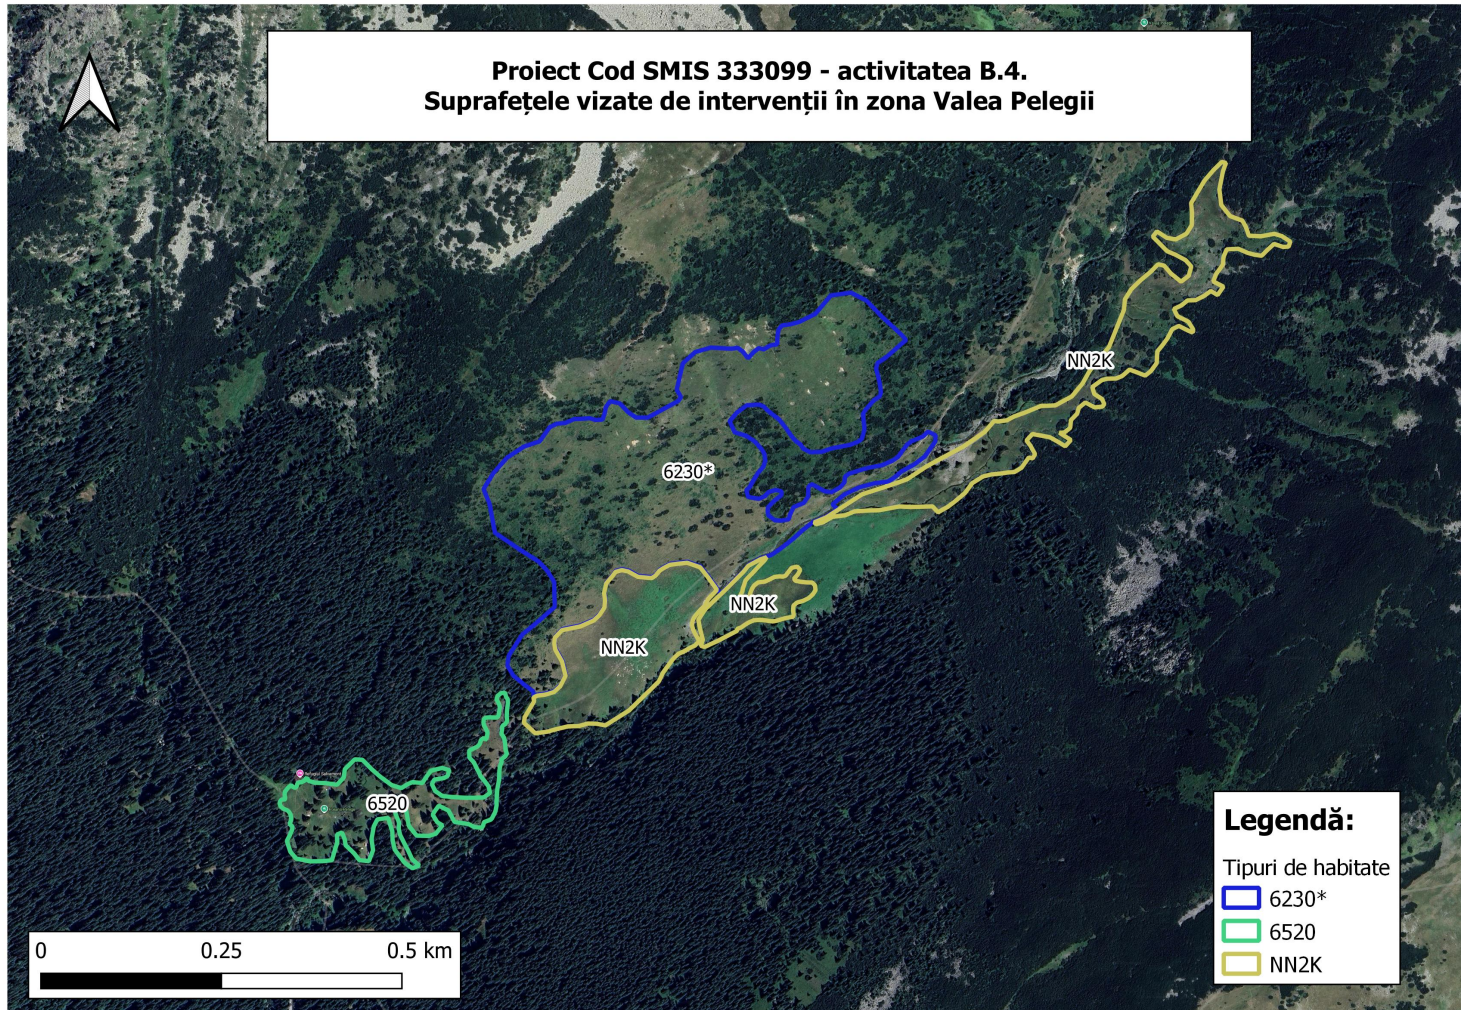 Proiect Cod SMIS 333099 - activitatea B.4.
Suprafețele vizate de intervenții în zona Valea Pelegii
NN2K
6230*
NN2K
NN2K
6520
Legendă:
Tipuri de habitate
6230*
6520
NN2K
0 0.25 0.5 km